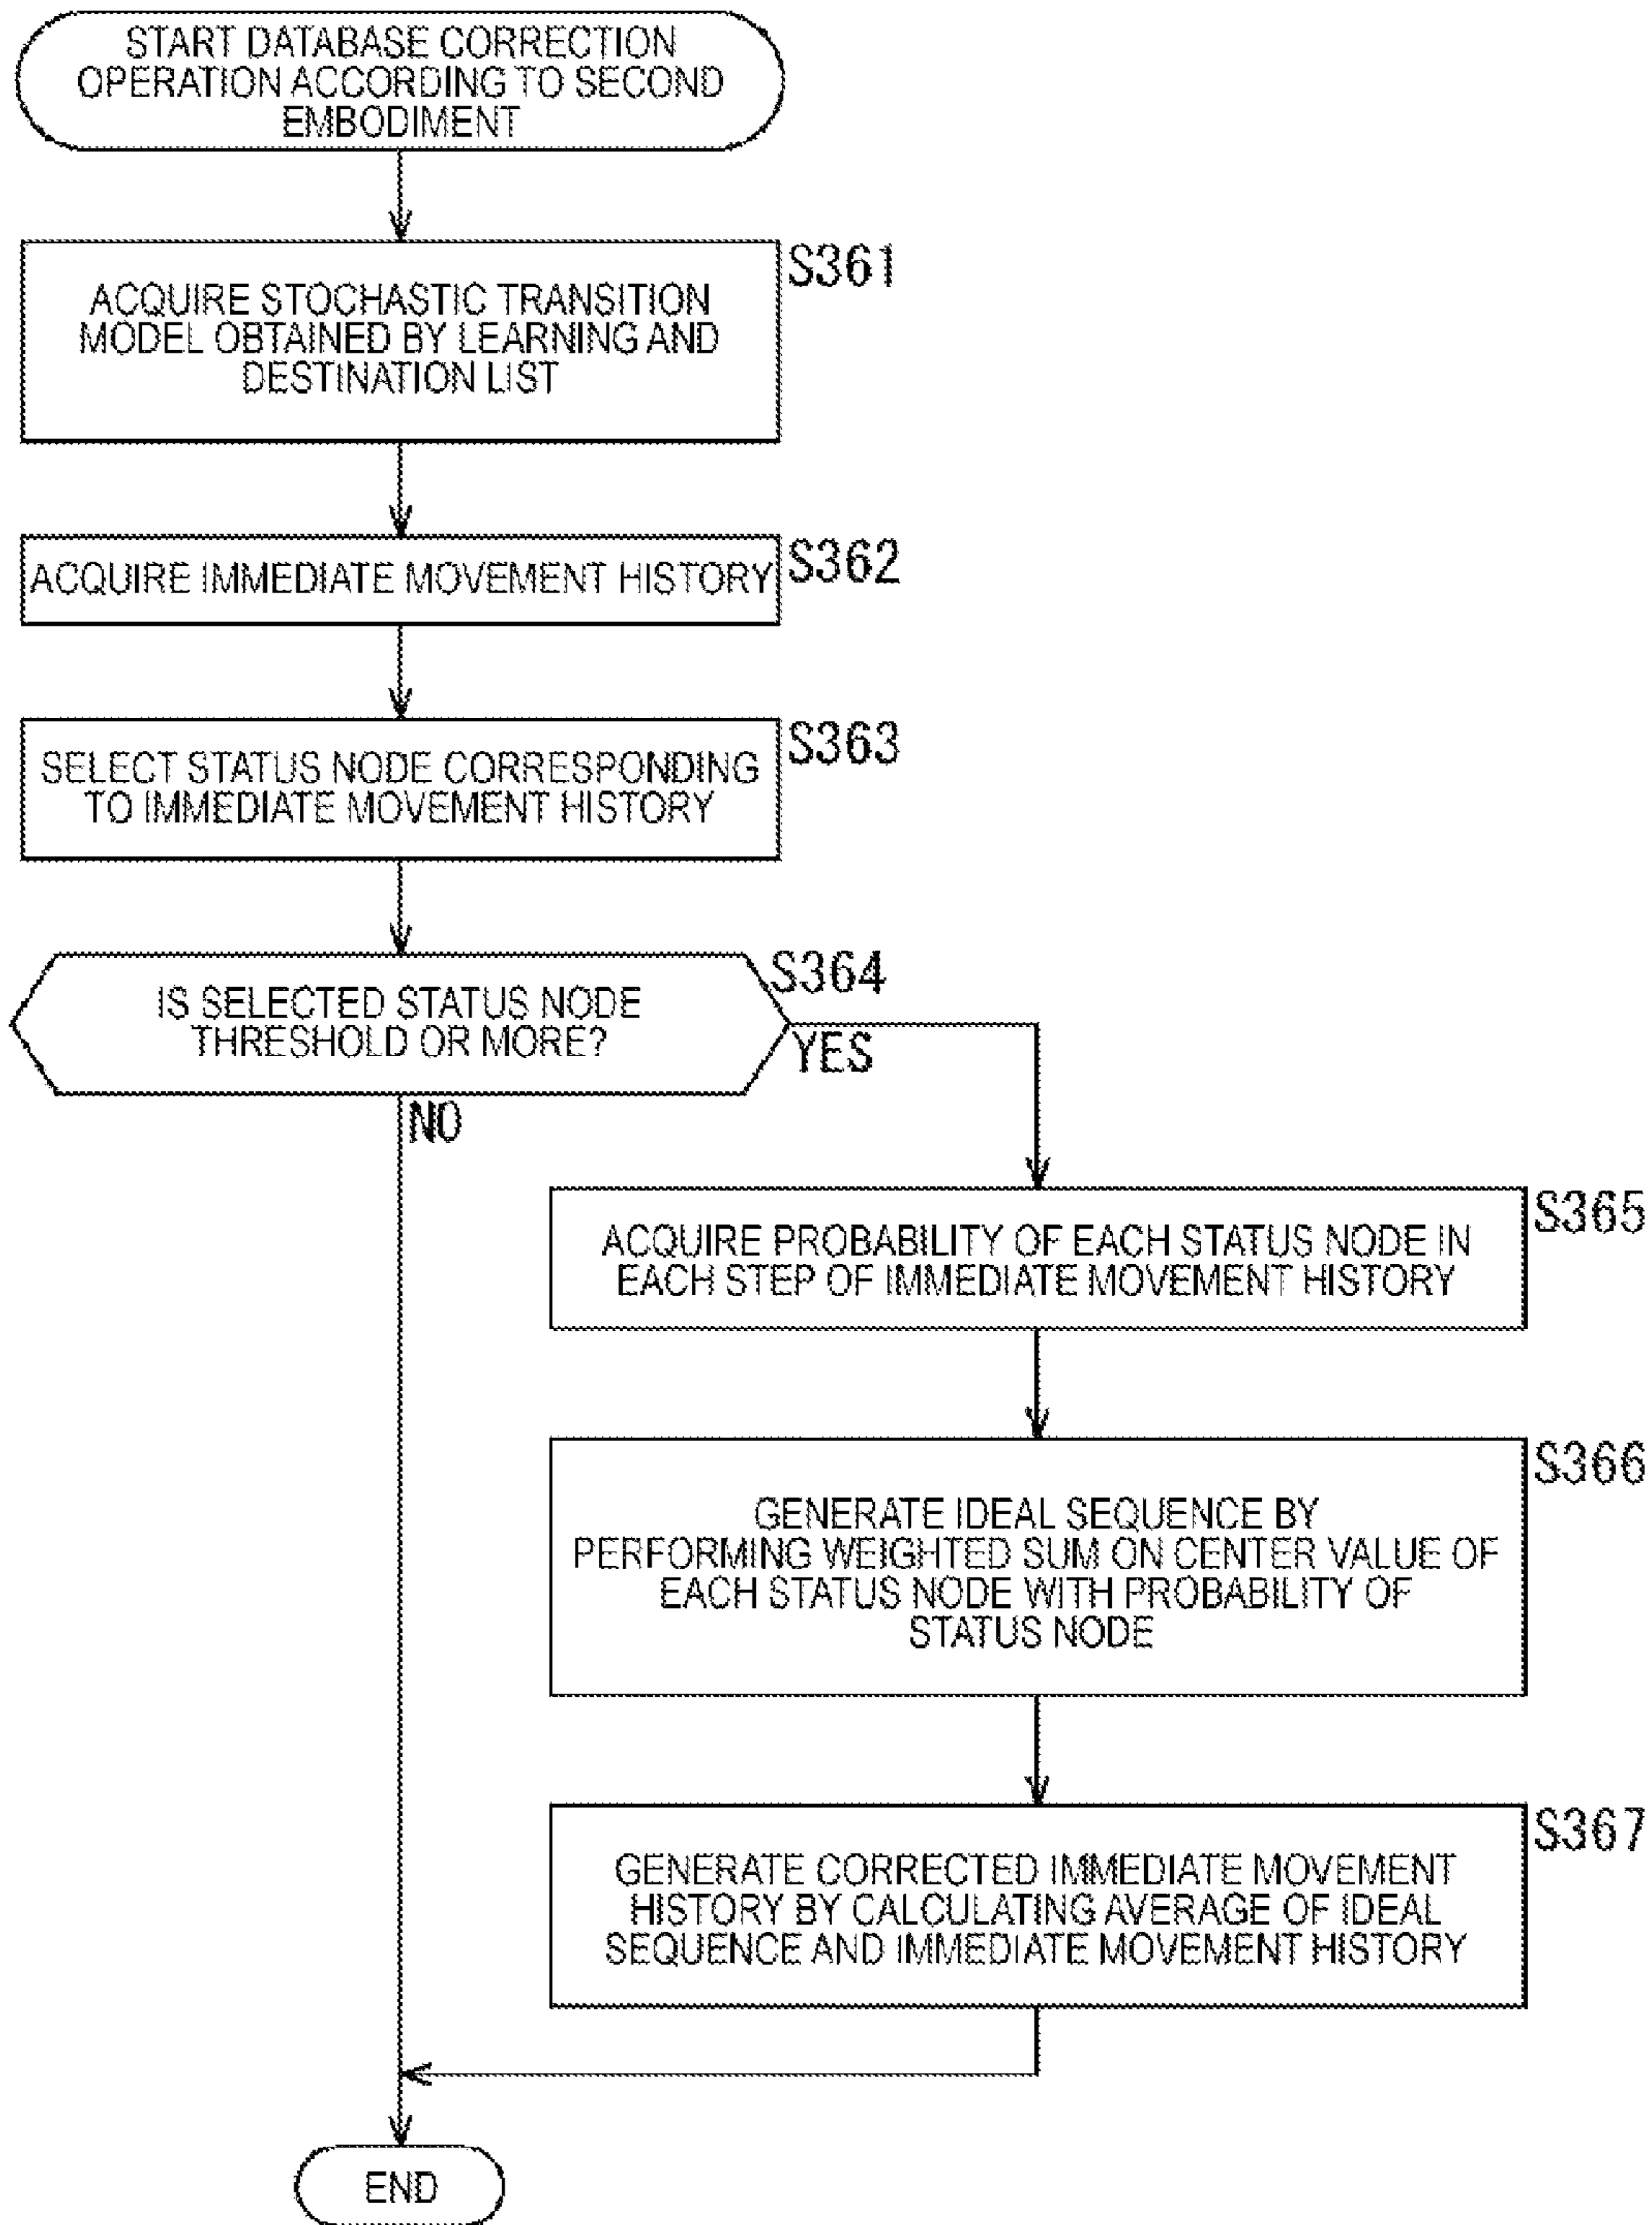 START DATABASE CORRECTION
OPERATION ACCORDING TO SECOND
EMBODIMENT
S361
ACQUIRE STOCHASTIC TRANSITION
MODEL OBTAINED BY LEARNING AND
DESTINATION LIST
S362
ACQUIRE IMMEDIATE MOVEMENT HISTORY
S363
SELECT STATUS NODE CORRESPONDING
TO IMMEDIATE MOVEMENT HISTORY
S364
IS SELECTED STATUS NODE
THRESHOLD OR MORE?
YES
NO
S365
ACQUIRE PROBABILITY OF EACH STATUS NODE IN
EACH STEP OF IMMEDIATE MOVEMENT HISTORY
S366
GENERATE IDEAL SEQUENCE BY
PERFORMING WEIGHTED SUM ON CENTER VALUE OF
EACH STATUS NODE WITH PROBABILITY OF
STATUS NODE
S367
GENERATE CORRECTED IMMEDIATE MOVEMENT
HISTORY BY CALCULATING AVERAGE OF IDEAL
SEQUENCE AND IMMEDIATE MOVEMENT HISTORY
END